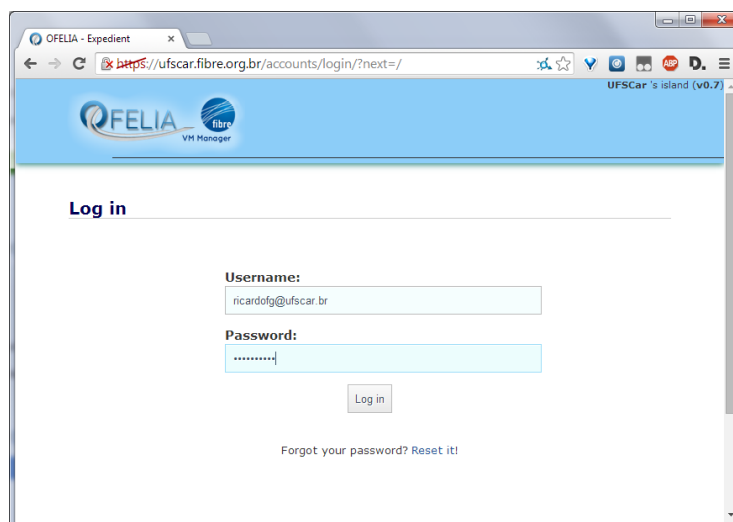 OFELIA - Expedient
https://ufscar.fibre.org.br/accounts/login/?next=/
ABP
D.
UFSCar 's island (v0.7)
OFELIA
fibre
VM Manager
Log in
Username:
ricardofg@ufscar.br
Password:
••••••••••
Log in
Forgot your password? Reset it!